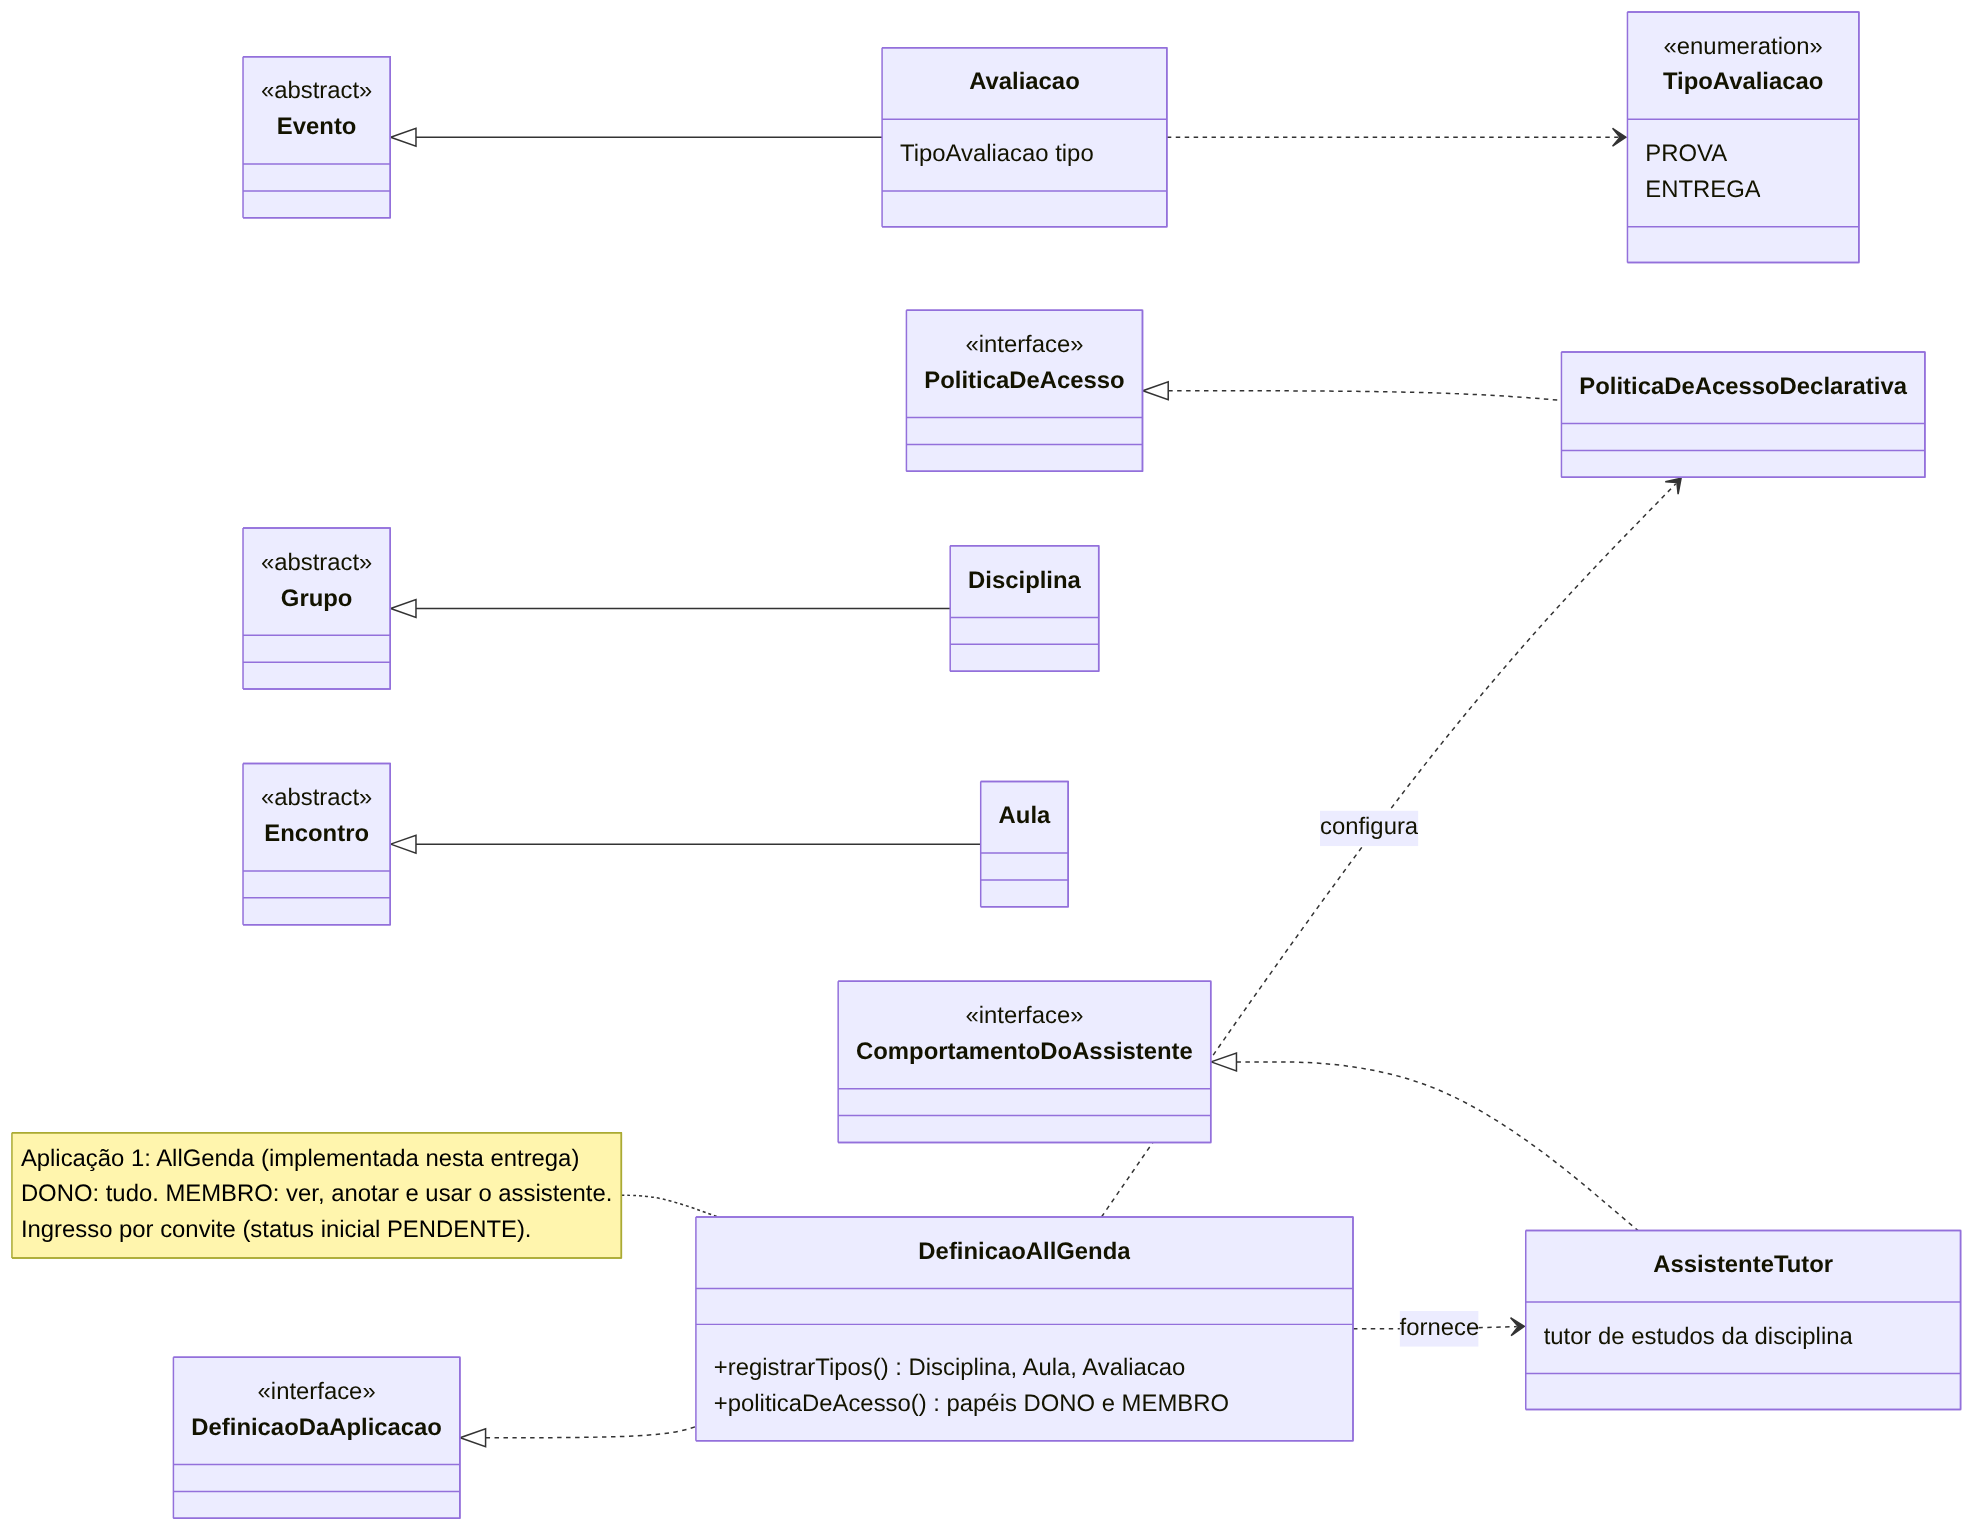 «abstract»
Evento
Avaliacao
TipoAvaliacao tipo
«enumeration»
TipoAvaliacao
PROVA
ENTREGA
«interface»
PoliticaDeAcesso
PoliticaDeAcessoDeclarativa
«abstract»
Grupo
Disciplina
«abstract»
Encontro
Aula
configura
«interface»
ComportamentoDoAssistente
Aplicação 1: AllGenda (implementada nesta entrega)
DONO: tudo. MEMBRO: ver, anotar e usar o assistente.
Ingresso por convite (status inicial PENDENTE).
DefinicaoAllGenda
+registrarTipos() : Disciplina, Aula, Avaliacao
+politicaDeAcesso() : papéis DONO e MEMBRO
fornece
AssistenteTutor
tutor de estudos da disciplina
«interface»
DefinicaoDaAplicacao